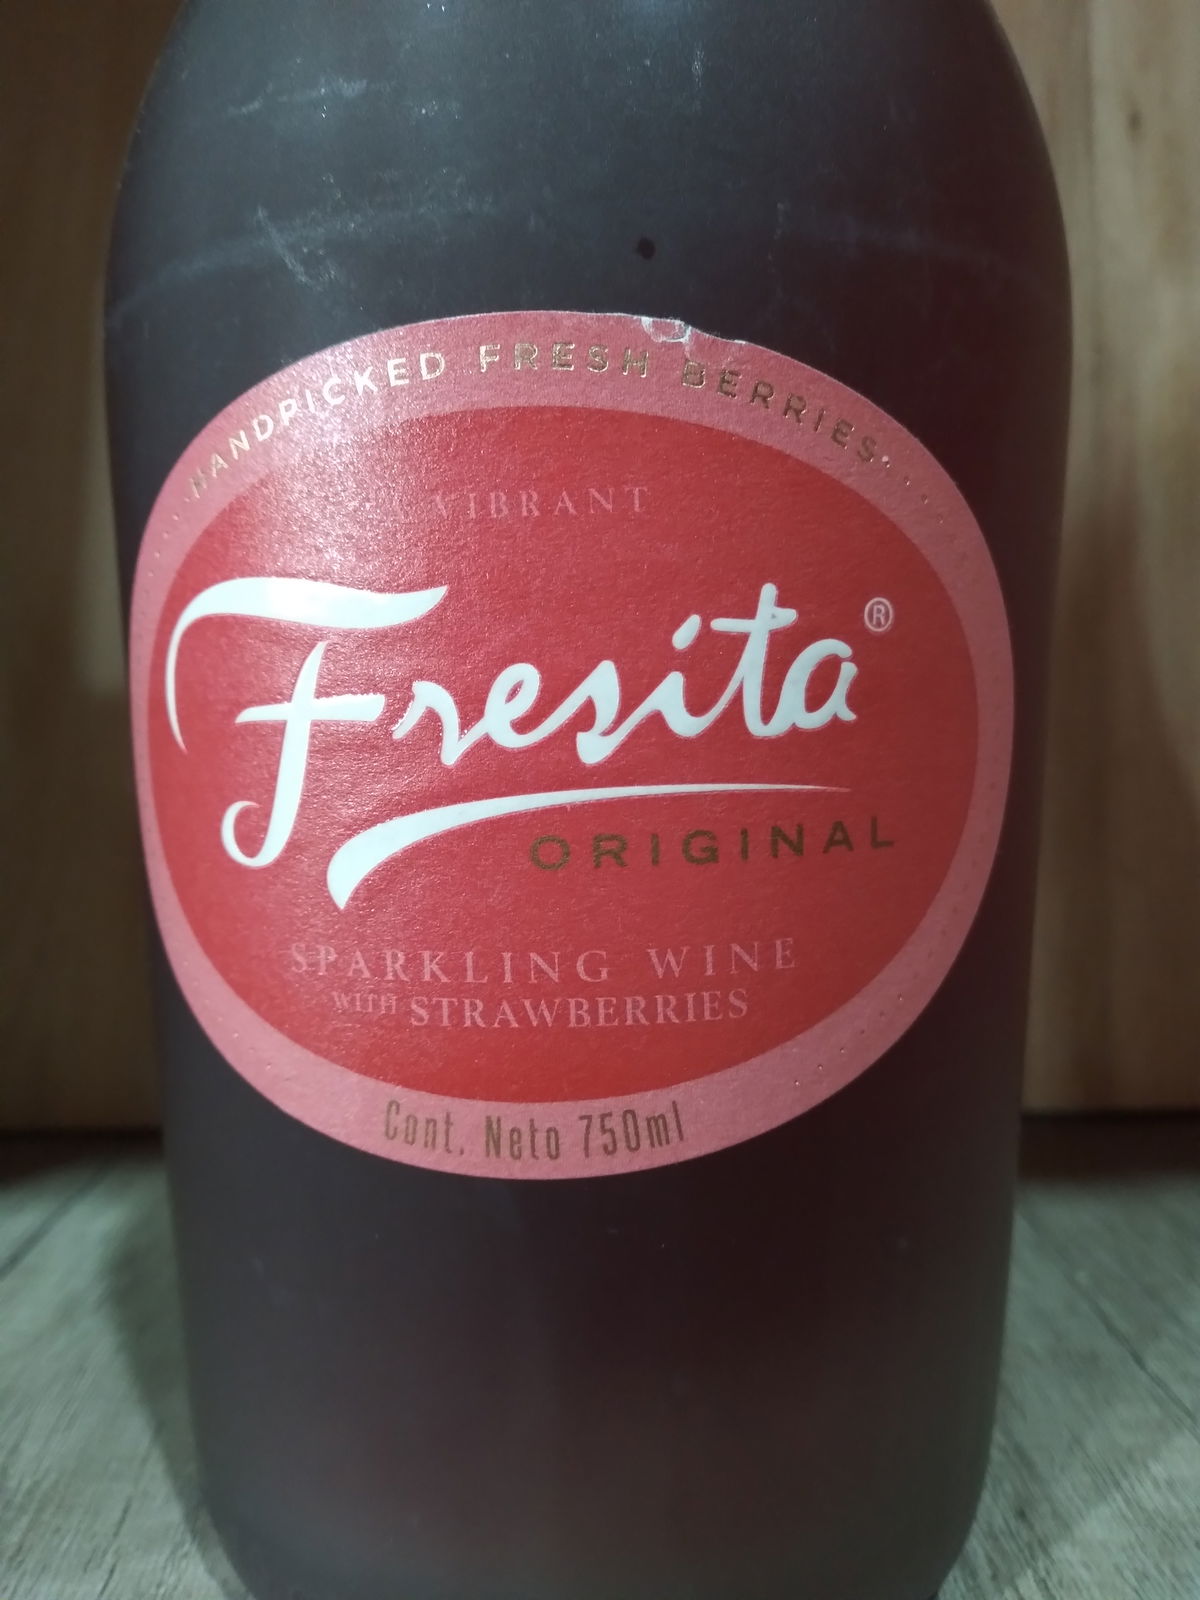 HANDPICKED FRESH BERRIES
A VIBRANT
Fresita®
ORIGINAL
SPARKLING WINE
WITH STRAWBERRIES
Cont. Neto 750ml